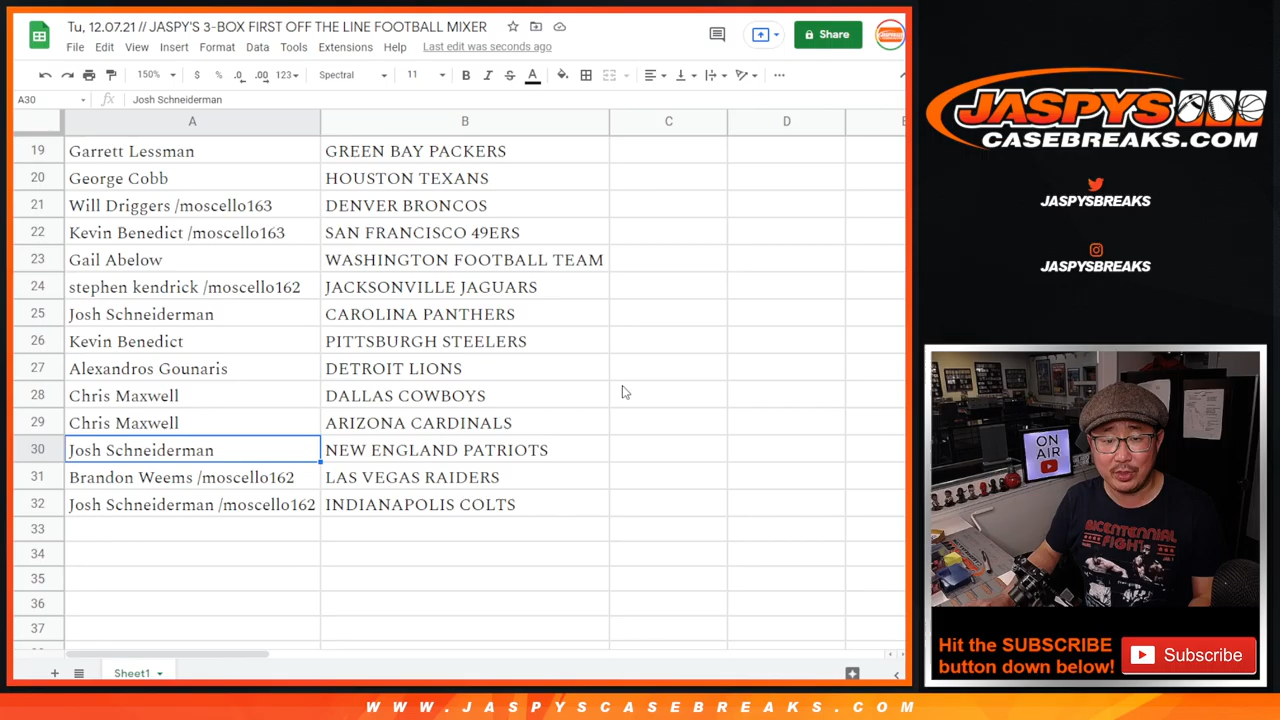 Tu, 12.07.21 // JASPY'S 3-BOX FIRST OFF THE LINE FOOTBALL MIXER
File Edit View Insert Format Data Tools Extensions Help Last edit was seconds ago
Share
150% $ % .0 .00 123 Spectral 11 B I S A
A30 fx Josh Schneiderman
A B C D E
19 Garrett Lessman GREEN BAY PACKERS
20 George Cobb HOUSTON TEXANS
21 Will Driggers /moscello163 DENVER BRONCOS
22 Kevin Benedict /moscello163 SAN FRANCISCO 49ERS
23 Gail Abelow WASHINGTON FOOTBALL TEAM
24 stephen kendrick /moscello162 JACKSONVILLE JAGUARS
25 Josh Schneiderman CAROLINA PANTHERS
26 Kevin Benedict PITTSBURGH STEELERS
27 Alexandros Gounaris DETROIT LIONS
28 Chris Maxwell DALLAS COWBOYS
29 Chris Maxwell ARIZONA CARDINALS
30 Josh Schneiderman NEW ENGLAND PATRIOTS
31 Brandon Weems /moscello162 LAS VEGAS RAIDERS
32 Josh Schneiderman /moscello162 INDIANAPOLIS COLTS
33
34
35
36
37
Sheet1
JASPYS
CASEBREAKS.COM
JASPYSBREAKS
JASPYSBREAKS
ON
AIR
BICENTENNIAL
FIGHT
Hit the SUBSCRIBE
button down below!
Subscribe
WWW.JASPYSCASEBREAKS.COM